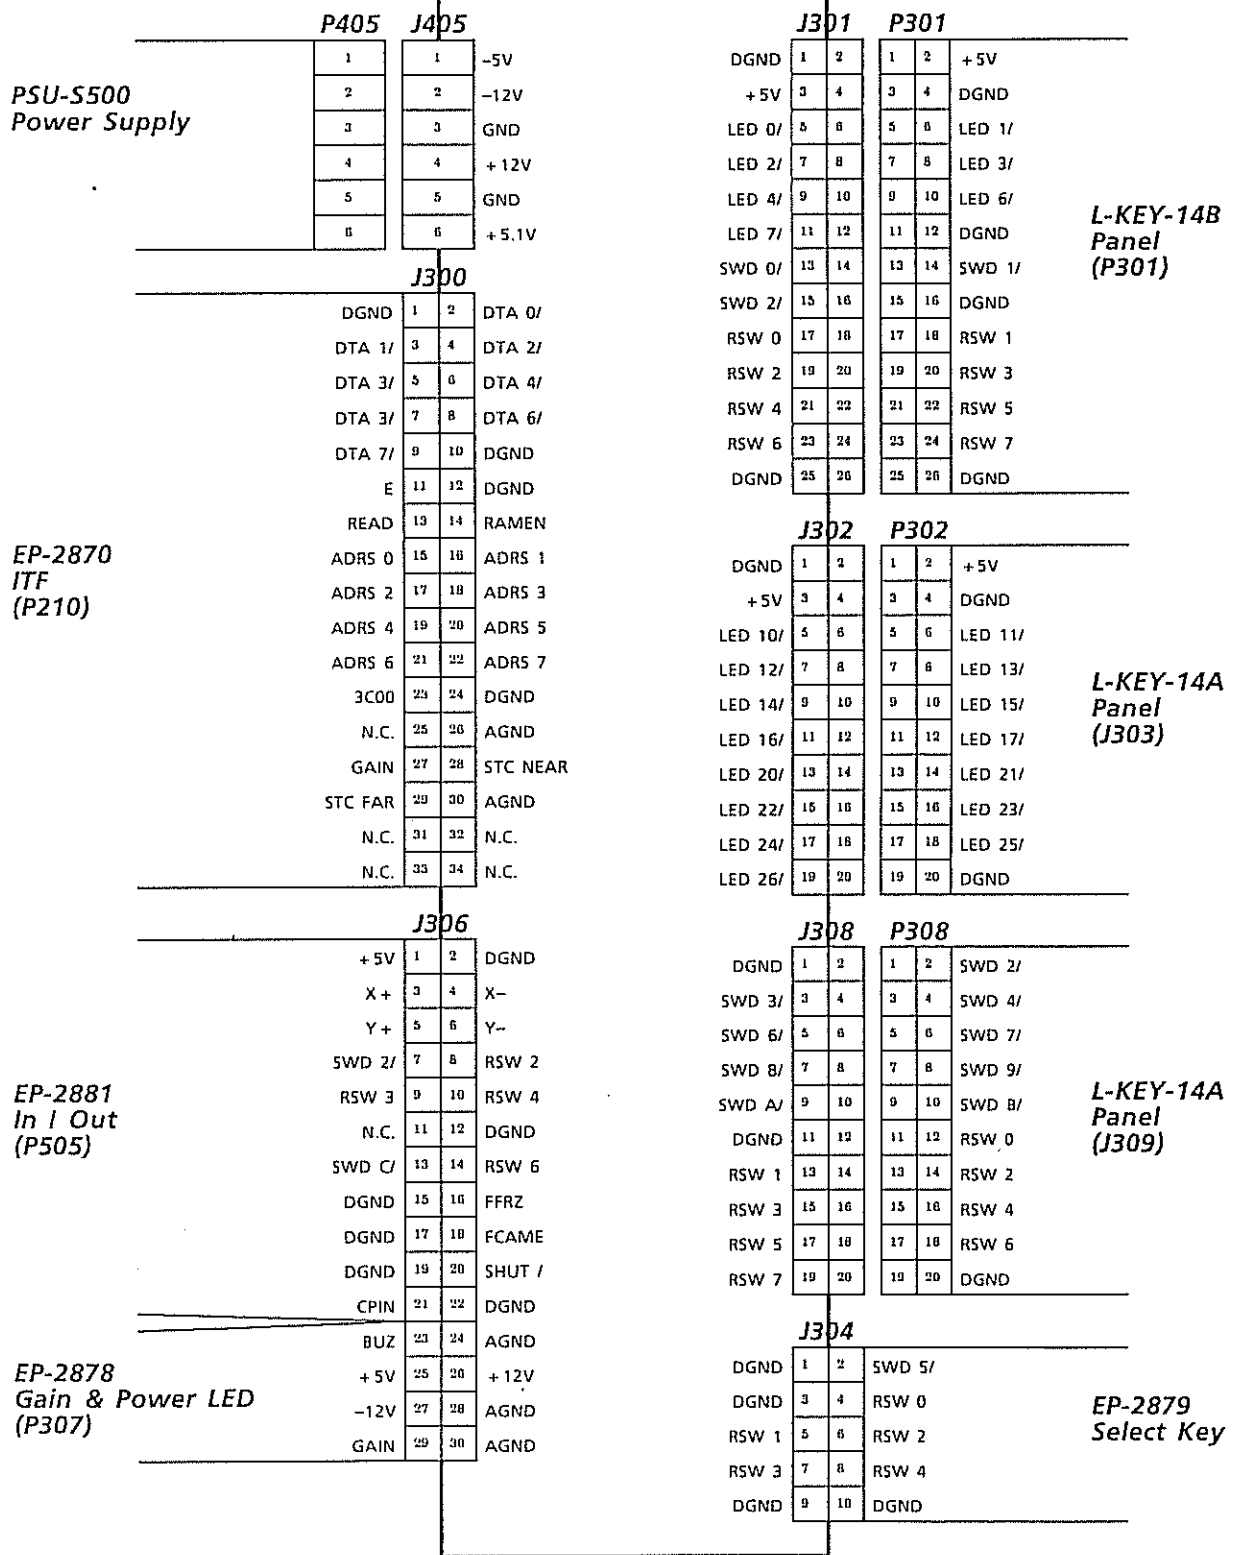 P405 J405
1 1 -5V
2 2 -12V
3 3 GND
4 4 +12V
5 5 GND
6 6 +5.1V
PSU-S500
Power Supply
J300
DGND 1 2 DTA 0/
DTA 1/ 3 4 DTA 2/
DTA 3/ 5 6 DTA 4/
DTA 3/ 7 8 DTA 6/
DTA 7/ 9 10 DGND
E 11 12 DGND
READ 13 14 RAMEN
ADRS 0 15 16 ADRS 1
ADRS 2 17 18 ADRS 3
ADRS 4 19 20 ADRS 5
ADRS 6 21 22 ADRS 7
3C00 23 24 DGND
N.C. 25 26 AGND
GAIN 27 28 STC NEAR
STC FAR 29 30 AGND
N.C. 31 32 N.C.
N.C. 33 34 N.C.
EP-2870
ITF
(P210)
J306
+5V 1 2 DGND
X+ 3 4 X-
Y+ 5 6 Y-
SWD 2/ 7 8 RSW 2
RSW 3 9 10 RSW 4
N.C. 11 12 DGND
SWD C/ 13 14 RSW 6
DGND 15 16 FFRZ
DGND 17 18 FCAME
DGND 19 20 SHUT /
CPIN 21 22 DGND
BUZ 23 24 AGND
+5V 25 26 +12V
-12V 27 28 AGND
GAIN 29 30 AGND
EP-2881
In / Out
(P505)
EP-2878
Gain & Power LED
(P307)
J301 P301
DGND 1 2 1 2 +5V
+5V 3 4 3 4 DGND
LED 0/ 5 6 5 6 LED 1/
LED 2/ 7 8 7 8 LED 3/
LED 4/ 9 10 9 10 LED 6/
LED 7/ 11 12 11 12 DGND
SWD 0/ 13 14 13 14 SWD 1/
SWD 2/ 15 16 15 16 DGND
RSW 0 17 18 17 18 RSW 1
RSW 2 19 20 19 20 RSW 3
RSW 4 21 22 21 22 RSW 5
RSW 6 23 24 23 24 RSW 7
DGND 25 26 25 26 DGND
L-KEY-14B
Panel
(P301)
J302 P302
DGND 1 2 1 2 +5V
+5V 3 4 3 4 DGND
LED 10/ 5 6 5 6 LED 11/
LED 12/ 7 8 7 8 LED 13/
LED 14/ 9 10 9 10 LED 15/
LED 16/ 11 12 11 12 LED 17/
LED 20/ 13 14 13 14 LED 21/
LED 22/ 15 16 15 16 LED 23/
LED 24/ 17 18 17 18 LED 25/
LED 26/ 19 20 19 20 DGND
L-KEY-14A
Panel
(J303)
J308 P308
DGND 1 2 1 2 SWD 2/
SWD 3/ 3 4 3 4 SWD 4/
SWD 6/ 5 6 5 6 SWD 7/
SWD 8/ 7 8 7 8 SWD 9/
SWD A/ 9 10 9 10 SWD B/
DGND 11 12 11 12 RSW 0
RSW 1 13 14 13 14 RSW 2
RSW 3 15 16 15 16 RSW 4
RSW 5 17 18 17 18 RSW 6
RSW 7 19 20 19 20 DGND
L-KEY-14A
Panel
(J309)
J304
DGND 1 2 SWD 5/
DGND 3 4 RSW 0
RSW 1 5 6 RSW 2
RSW 3 7 8 RSW 4
DGND 9 10 DGND
EP-2879
Select Key